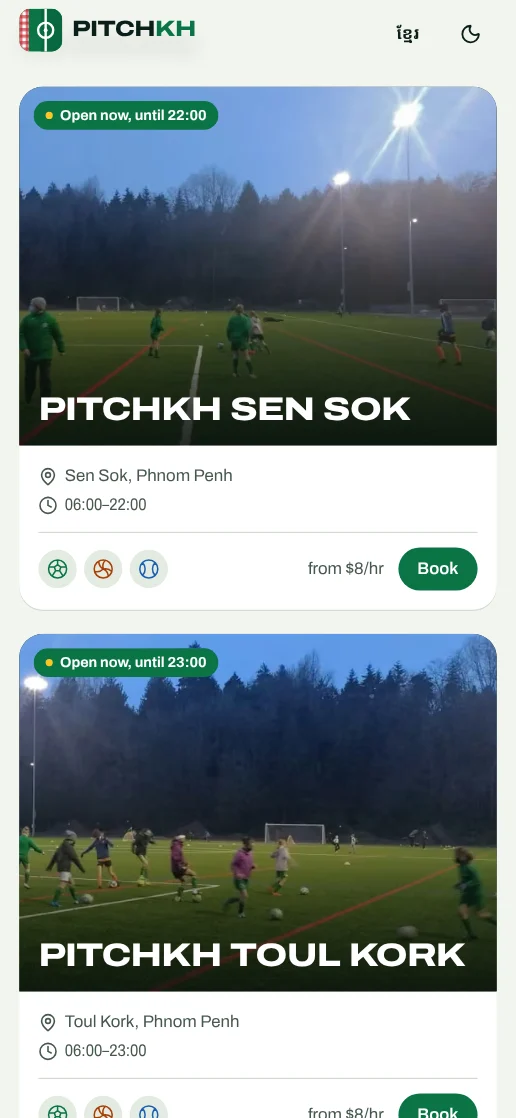 PITCHKH
ខ្មែរ
Open now, until 22:00
PITCHKH SEN SOK
Sen Sok, Phnom Penh
06:00–22:00
from $8/hr
Book
Open now, until 23:00
PITCHKH TOUL KORK
Toul Kork, Phnom Penh
06:00–23:00
from $8/hr
Book